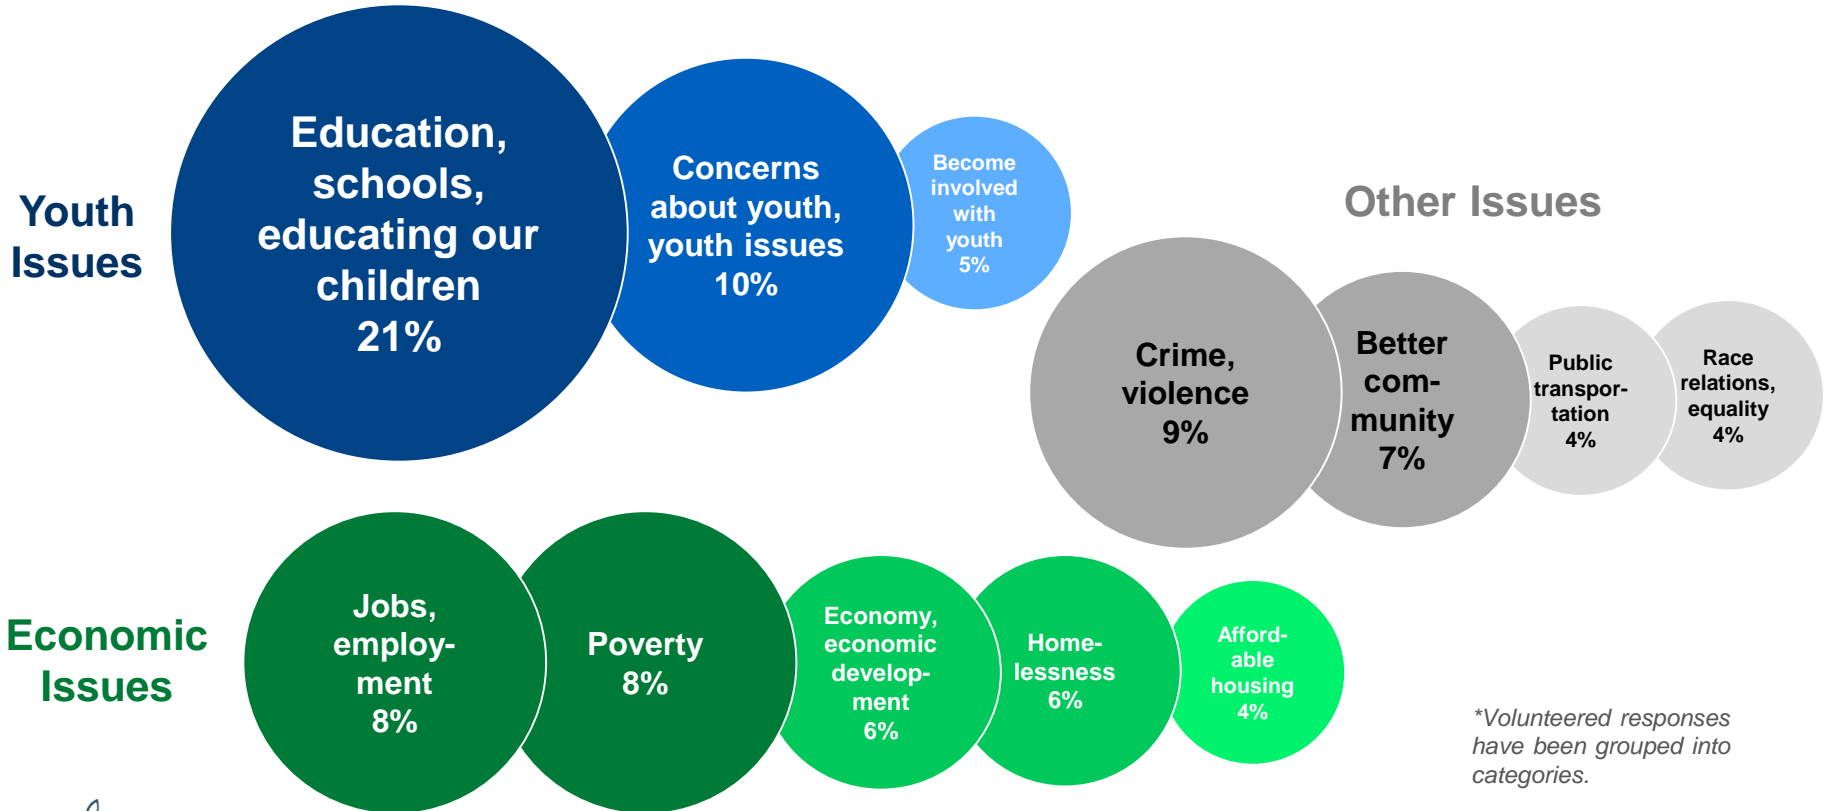 Youth
Issues
Education,
schools,
educating our
children
21%
Concerns
about youth,
youth issues
10%
Become
involved
with
youth
5%
Other Issues
Crime,
violence
9%
Better
com-
munity
7%
Public
transpor-
tation
4%
Race
relations,
equality
4%
Economic
Issues
Jobs,
employ-
ment
8%
Poverty
8%
Economy,
economic
develop-
ment
6%
Home-
lessness
6%
Afford-
able
housing
4%
*Volunteered responses
have been grouped into
categories.